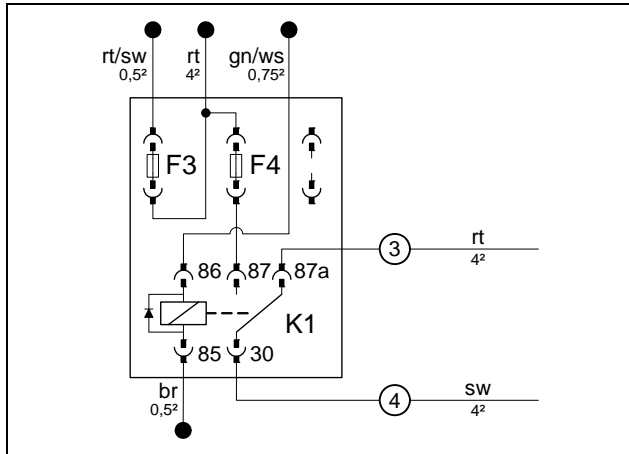 rt/sw rt gn/ws
0,5² 4² 0,75²
F3 F4
3 rt
4²
86 87 87a
K1
85 30
br
0,5²
4 sw
4²